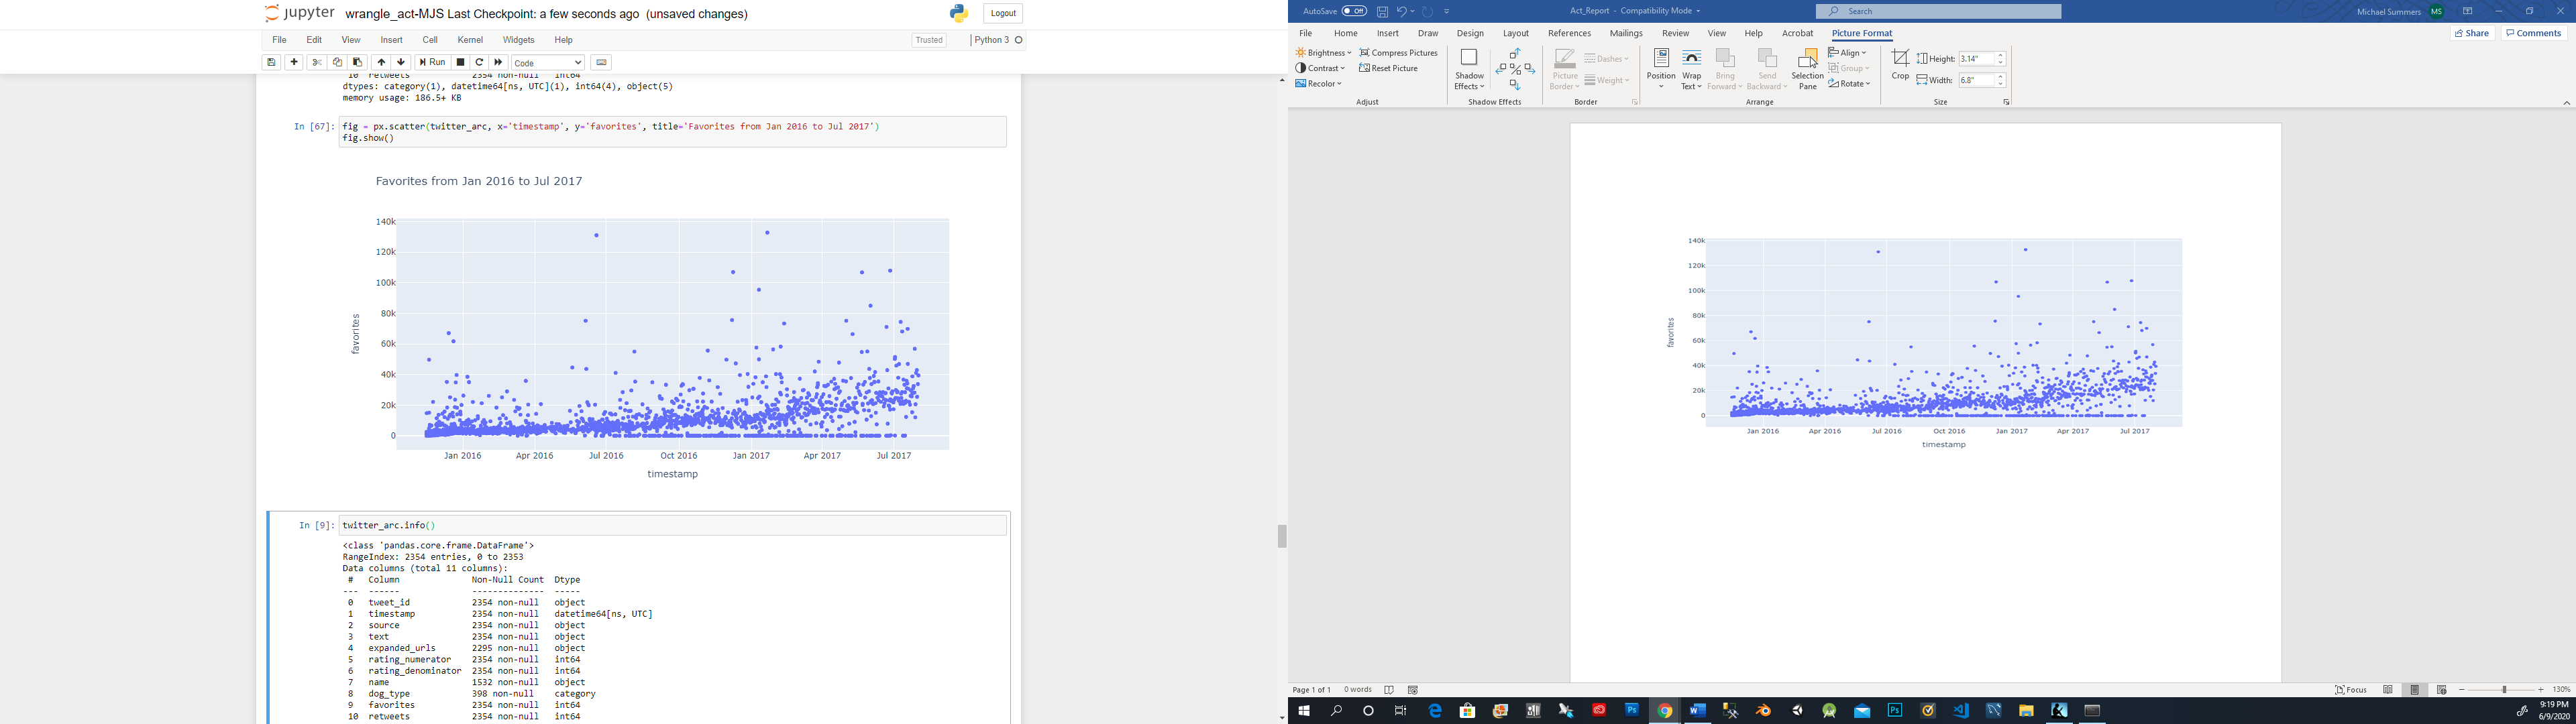 jupyter wrangle_act-MJS Last Checkpoint: a few seconds ago (unsaved changes)
Logout
File Edit View Insert Cell Kernel Widgets Help
Trusted Python 3
Run Code
10 retweets 2354 non-null int64
dtypes: category(1), datetime64[ns, UTC](1), int64(4), object(5)
memory usage: 186.5+ KB
In [67]: fig = px.scatter(twitter_arc, x='timestamp', y='favorites', title='Favorites from Jan 2016 to Jul 2017')
fig.show()
Favorites from Jan 2016 to Jul 2017
140k
120k
100k
80k
60k
40k
20k
0
favorites
Jan 2016 Apr 2016 Jul 2016 Oct 2016 Jan 2017 Apr 2017 Jul 2017
timestamp
In [9]: twitter_arc.info()
<class 'pandas.core.frame.DataFrame'>
RangeIndex: 2354 entries, 0 to 2353
Data columns (total 11 columns):
# Column Non-Null Count Dtype
--- ------ -------------- -----
0 tweet_id 2354 non-null object
1 timestamp 2354 non-null datetime64[ns, UTC]
2 source 2354 non-null object
3 text 2354 non-null object
4 expanded_urls 2295 non-null object
5 rating_numerator 2354 non-null int64
6 rating_denominator 2354 non-null int64
7 name 1532 non-null object
8 dog_type 398 non-null category
9 favorites 2354 non-null int64
10 retweets 2354 non-null int64
AutoSave Off Act_Report - Compatibility Mode Search Michael Summers MS
File Home Insert Draw Design Layout References Mailings Review View Help Acrobat Picture Format Share Comments
Brightness Compress Pictures
Contrast Reset Picture
Recolor
Adjust
Shadow
Effects
Shadow Effects
Picture
Border
Dashes
Weight
Border
Position
Wrap
Text
Bring
Forward
Send
Backward
Selection
Pane
Align
Group
Rotate
Arrange
Crop
Height: 3.14"
Width: 6.8"
Size
140k
120k
100k
80k
60k
40k
20k
0
favorites
Jan 2016 Apr 2016 Jul 2016 Oct 2016 Jan 2017 Apr 2017 Jul 2017
timestamp
Page 1 of 1 0 words Focus 130%
9:19 PM
6/9/2020